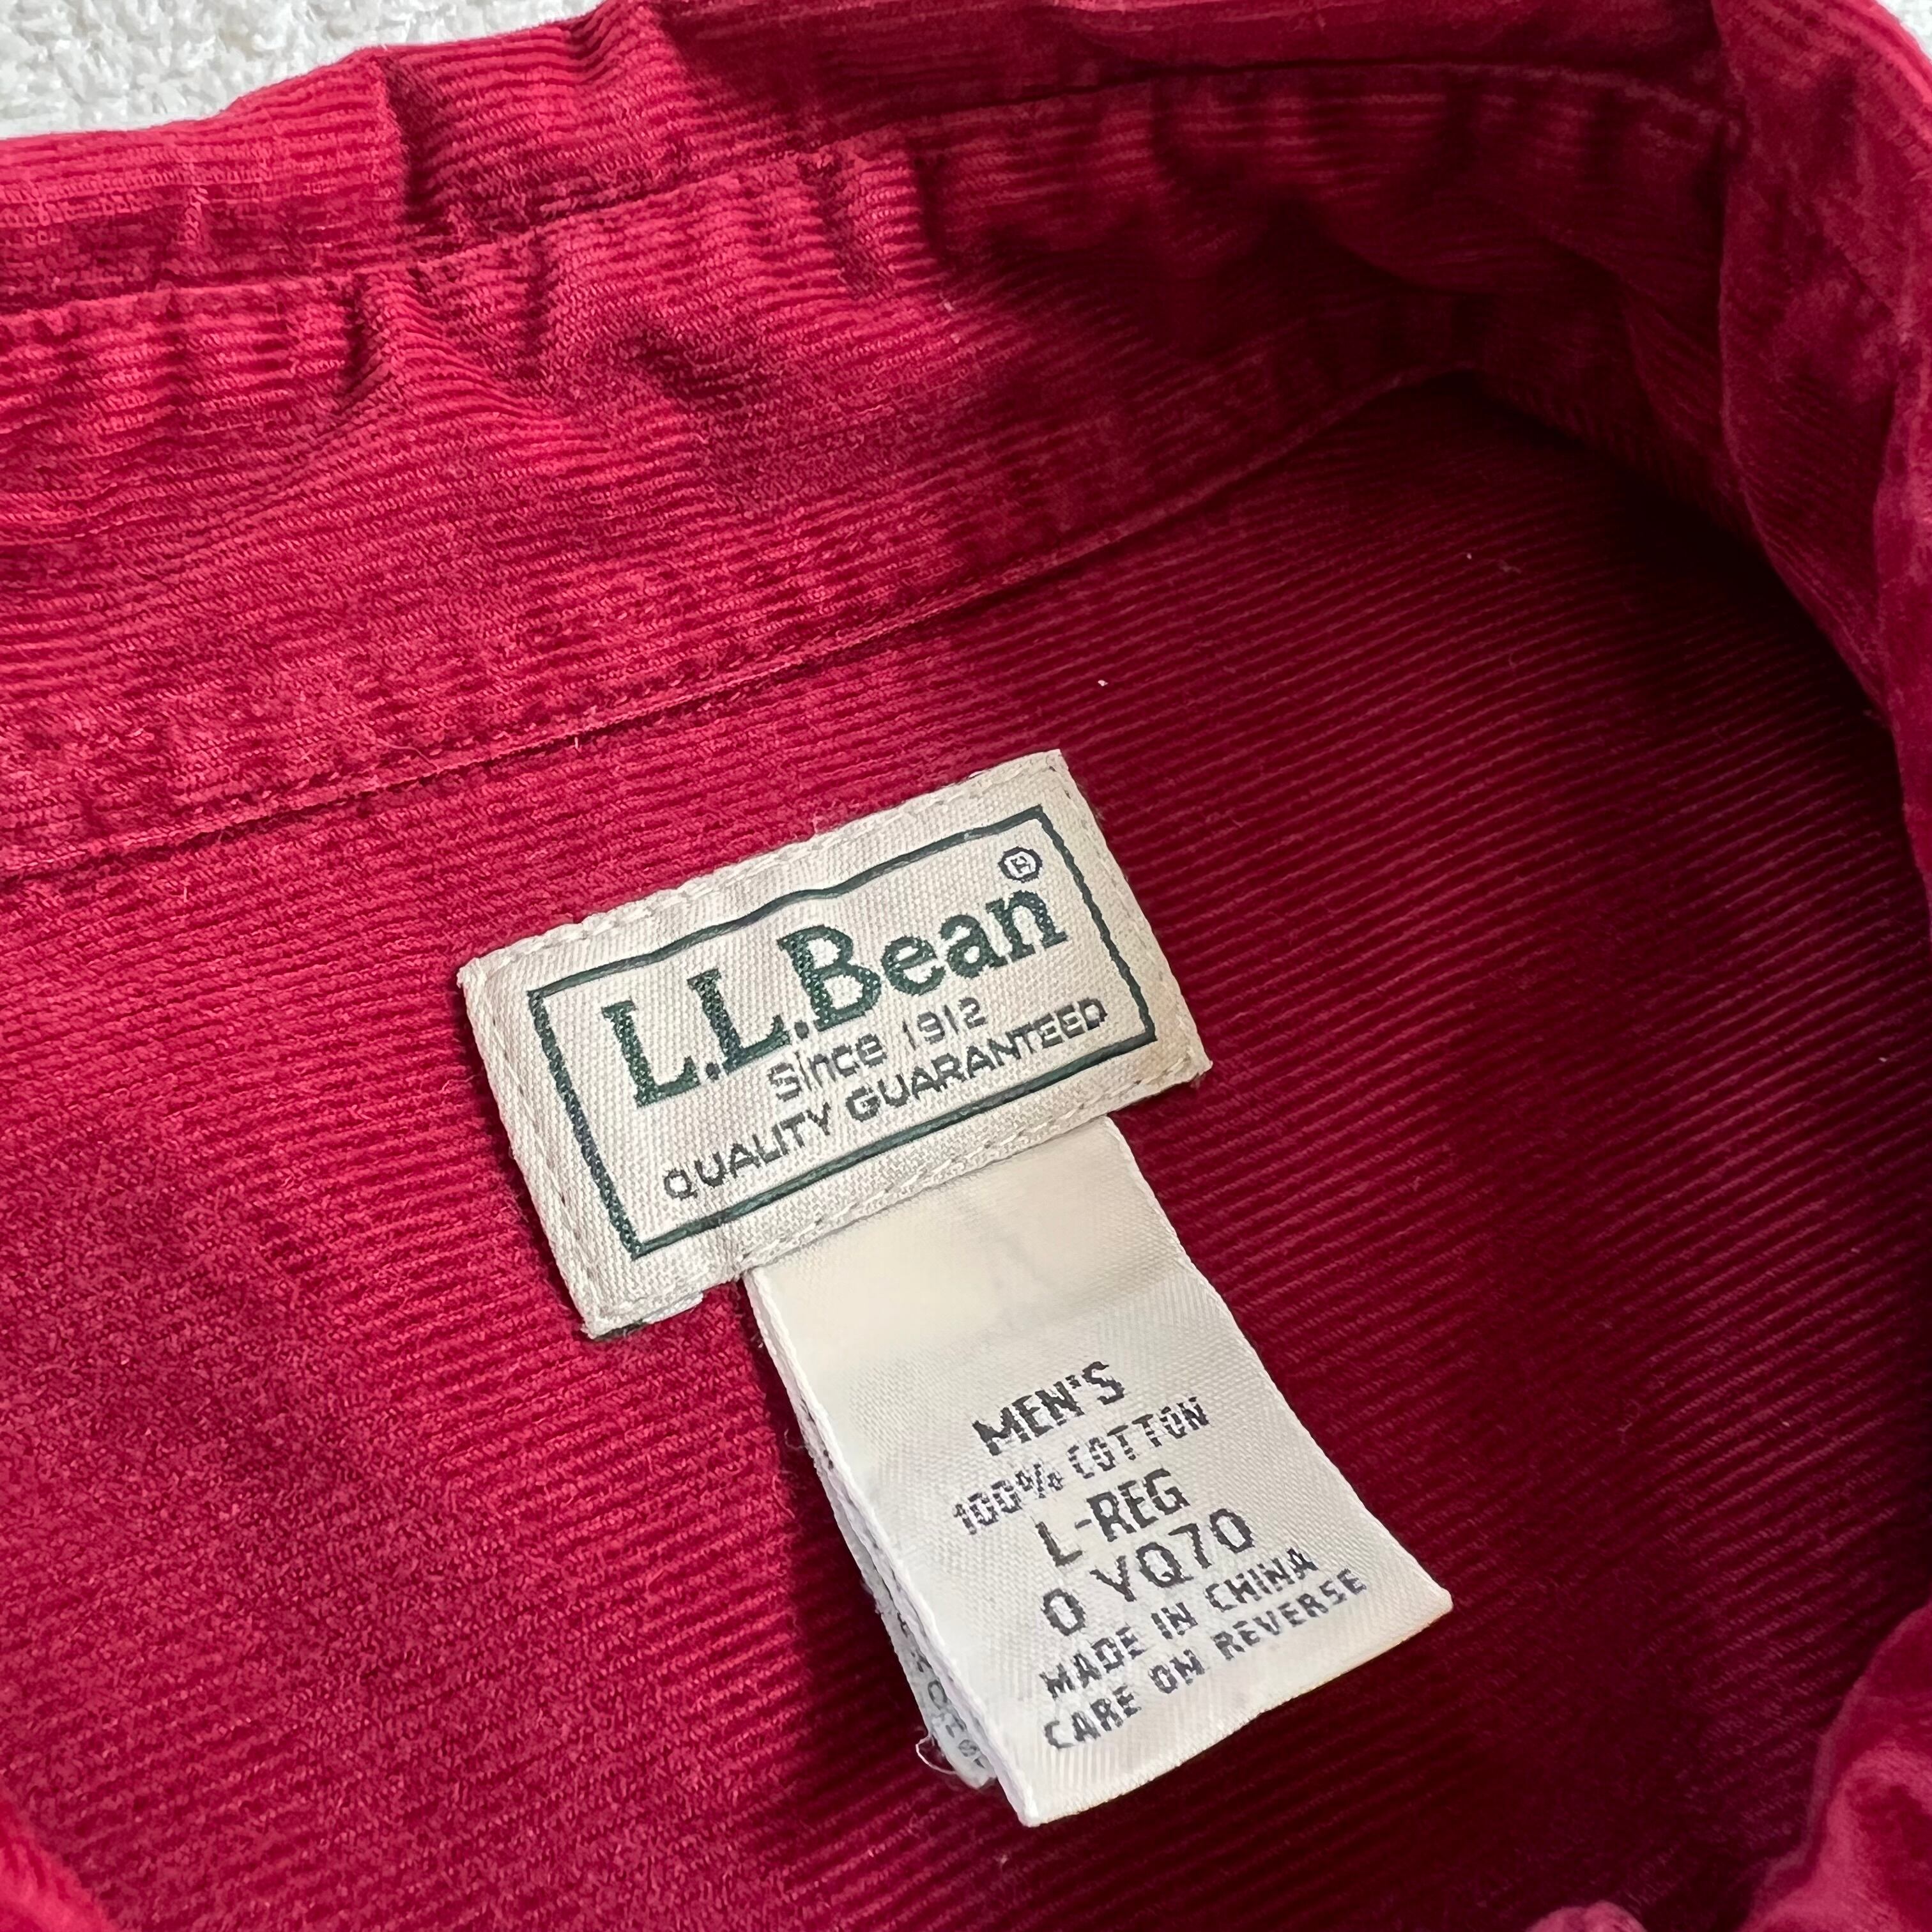 L.L.Bean®
Since 1912
QUALITY GUARANTEED
MEN'S
100% COTTON
L-REG
0 YQ70
MADE IN CHINA
CARE ON REVERSE